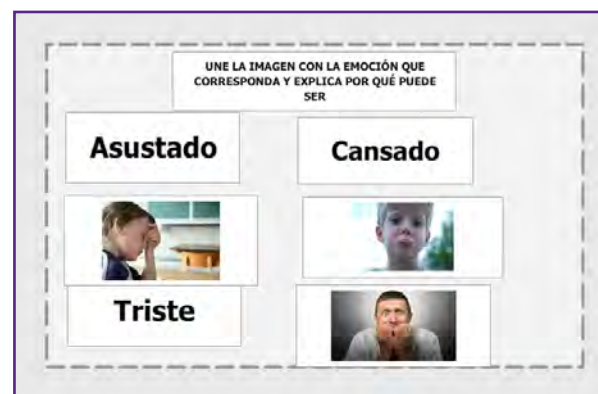 UNE LA IMAGEN CON LA EMOCIÓN QUE
CORRESPONDA Y EXPLICA POR QUÉ PUEDE
SER
Asustado
Cansado
Triste